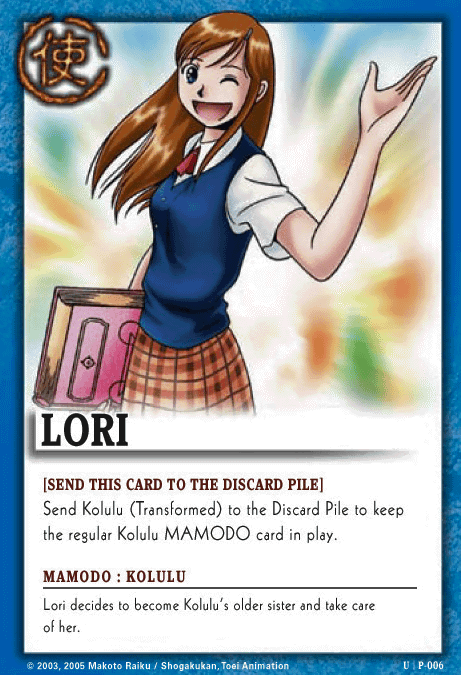 使
LORI
[SEND THIS CARD TO THE DISCARD PILE]
Send Kolulu (Transformed) to the Discard Pile to keep
the regular Kolulu MAMODO card in play.
MAMODO : KOLULU
Lori decides to become Kolulu's older sister and take care
of her.
© 2003, 2005 Makoto Raiku / Shogakukan, Toei Animation
U | P-006